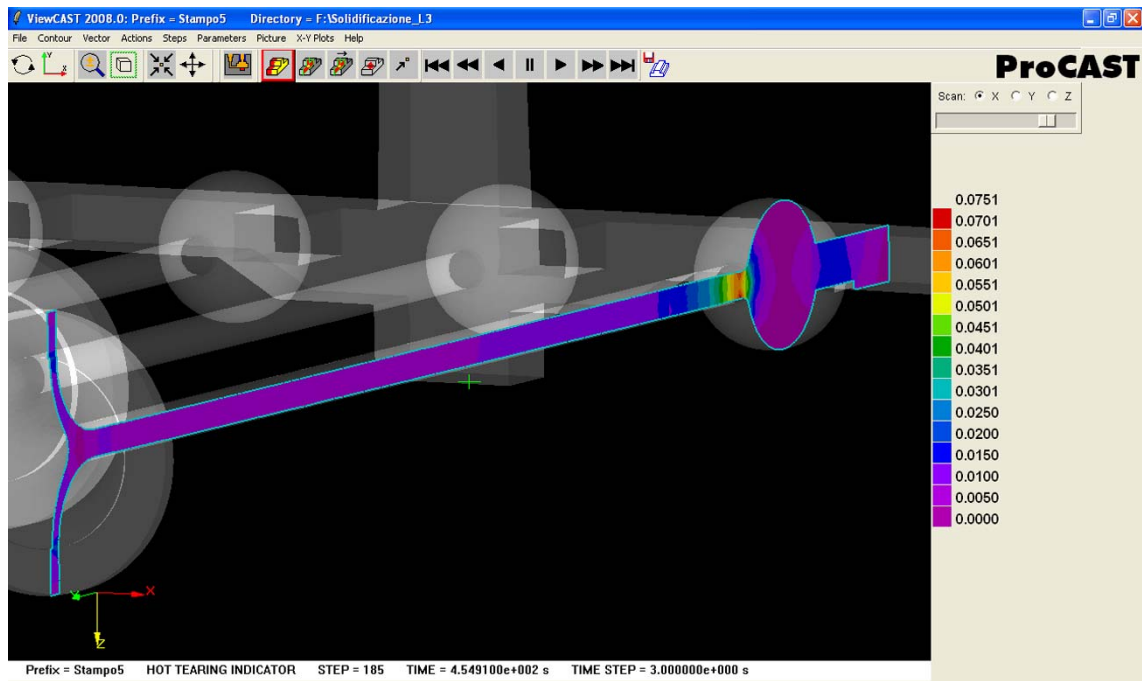 ViewCAST 2008.0: Prefix = Stampo5 Directory = F:\Solidificazione_L3
File Contour Vector Actions Steps Parameters Picture X-Y Plots Help
ProCAST
Scan: X Y Z
0.0751
0.0701
0.0651
0.0601
0.0551
0.0501
0.0451
0.0401
0.0351
0.0301
0.0250
0.0200
0.0150
0.0100
0.0050
0.0000
Y X
Z
Prefix = Stampo5 HOT TEARING INDICATOR STEP = 185 TIME = 4.549100e+002 s TIME STEP = 3.000000e+000 s